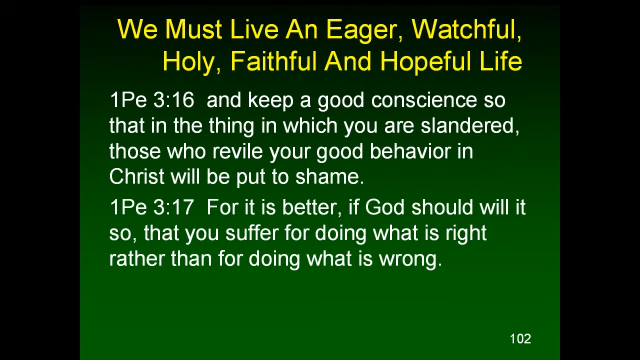 We Must Live An Eager, Watchful,
Holy, Faithful And Hopeful Life
1Pe 3:16  and keep a good conscience so
that in the thing in which you are slandered,
those who revile your good behavior in
Christ will be put to shame.
1Pe 3:17  For it is better, if God should will it
so, that you suffer for doing what is right
rather than for doing what is wrong.
102